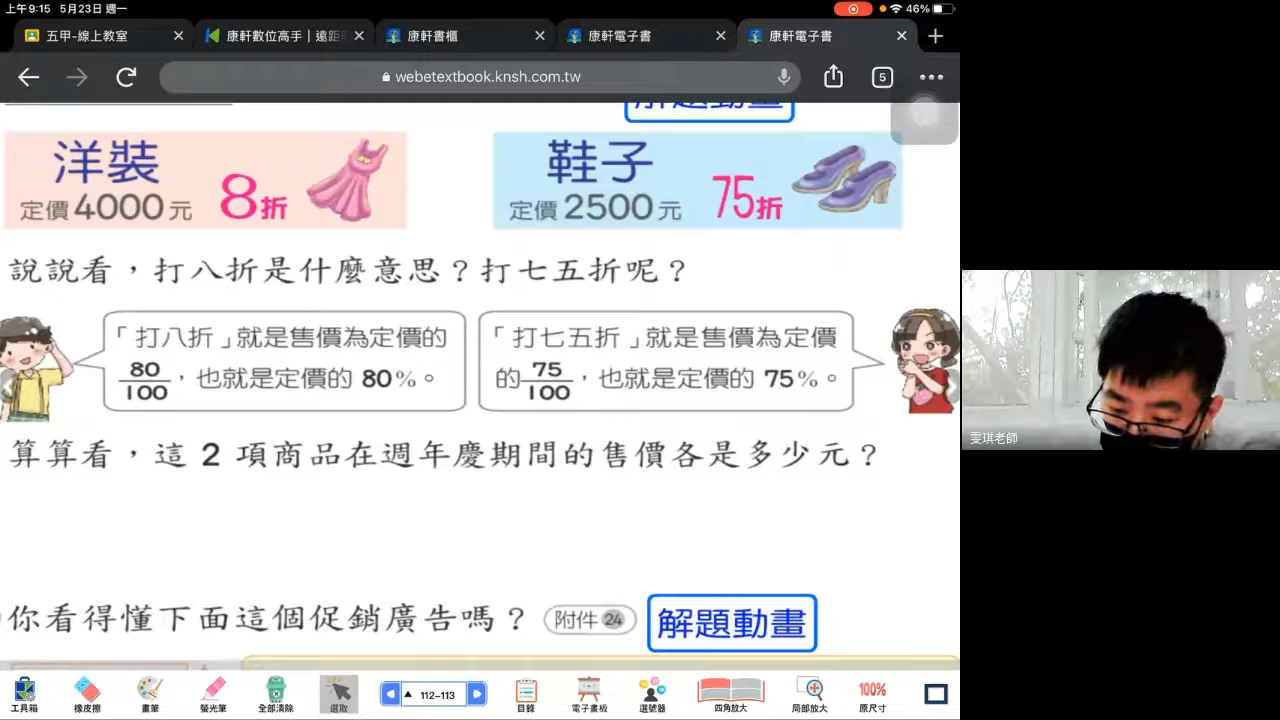 上午9:15 5月23日 週一
46%
五甲-線上教室
康軒數位高手｜遠距
康軒書櫃
康軒電子書
康軒電子書
webetextbook.knsh.com.tw
5
解題動畫
洋裝
定價4000元 8折
鞋子
定價2500元 75折
說說看，打八折是什麼意思？打七五折呢？
「打八折」就是售價為定價的
80/100，也就是定價的 80%。
「打七五折」就是售價為定價
的75/100，也就是定價的 75%。
雯琪老師
算算看，這 2 項商品在週年慶期間的售價各是多少元？
你看得懂下面這個促銷廣告嗎？ 附件24 解題動畫
工具箱
橡皮擦
畫筆
螢光筆
全部清除
選取
112-113
目錄
電子畫板
選號器
四角放大
局部放大
100%
原尺寸